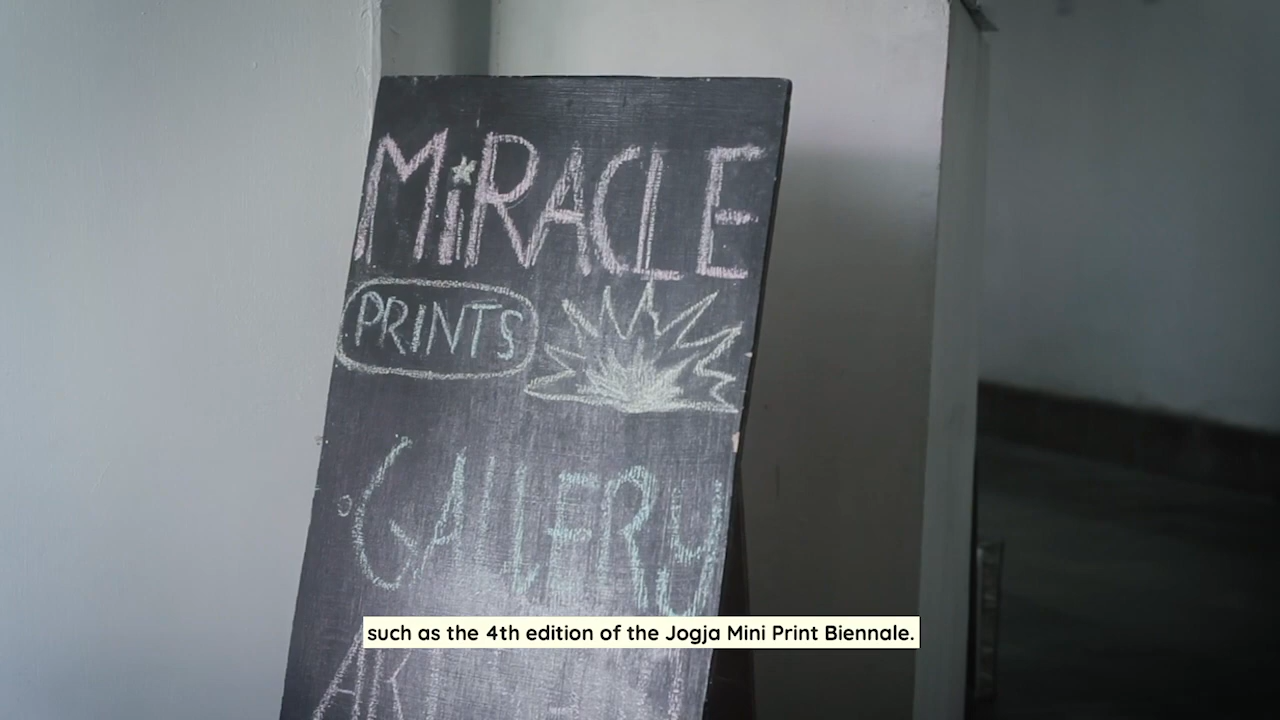 MiRACLE
PRINTS
GALLERY
such as the 4th edition of the Jogja Mini Print Biennale.